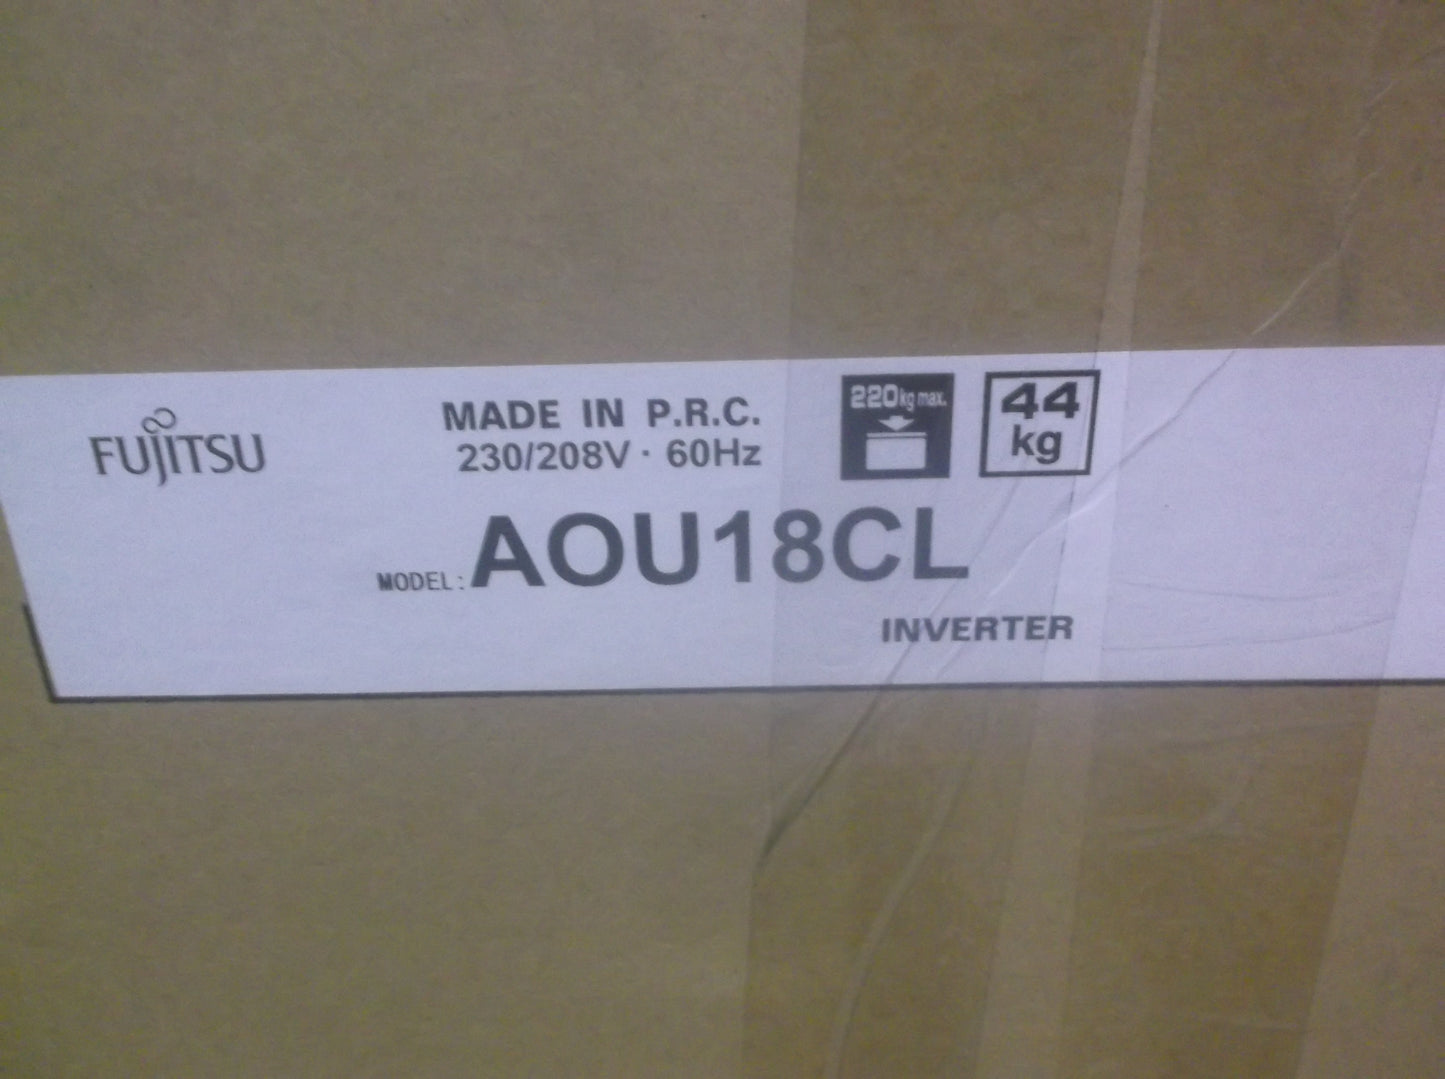 FUJITSU
MADE IN P.R.C.
230/208V · 60Hz
220kg max.
44
kg
MODEL: AOU18CL
INVERTER